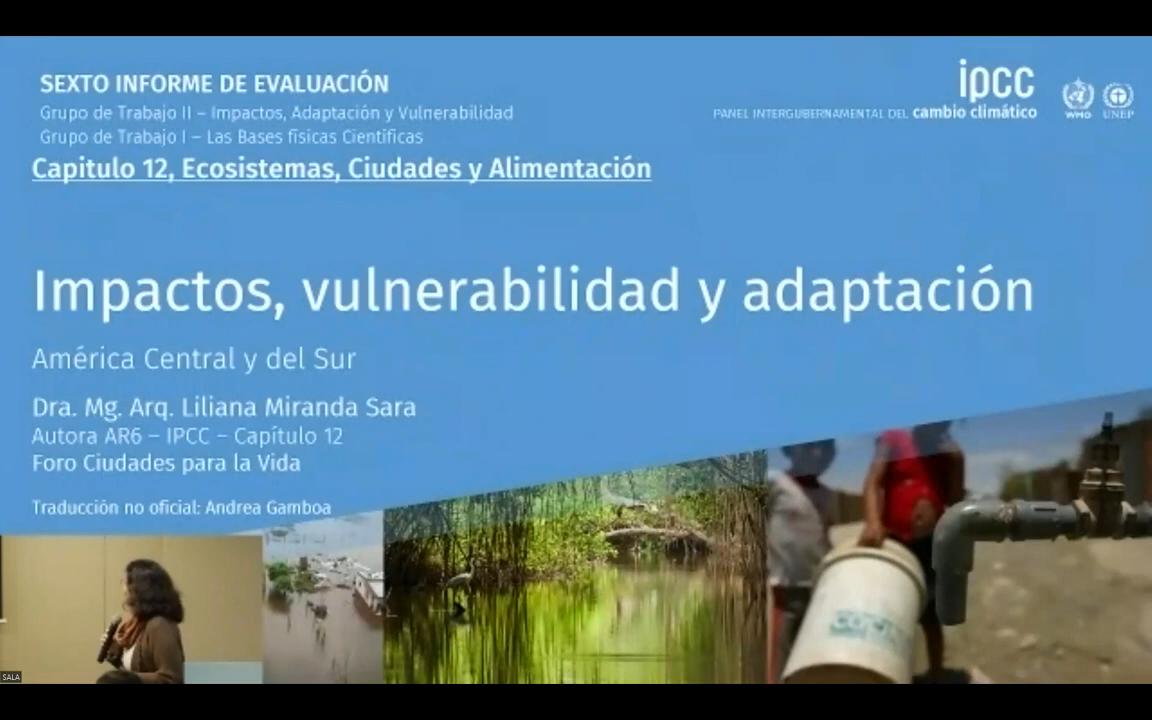 SEXTO INFORME DE EVALUACIÓN
Grupo de Trabajo II – Impactos, Adaptación y Vulnerabilidad
Grupo de Trabajo I – Las Bases físicas Científicas
Capitulo 12, Ecosistemas, Ciudades y Alimentación
ipcc
PANEL INTERGUBERNAMENTAL DEL cambio climático
WMO
UNEP
Impactos, vulnerabilidad y adaptación
América Central y del Sur
Dra. Mg. Arq. Liliana Miranda Sara
Autora AR6 – IPCC – Capítulo 12
Foro Ciudades para la Vida
Traducción no oficial: Andrea Gamboa
SALA